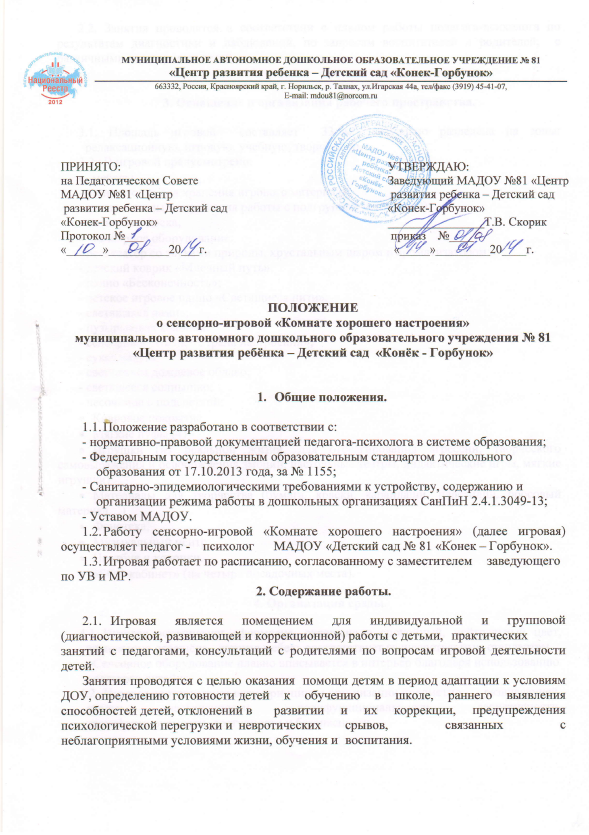 МУНИЦИПАЛЬНОЕ АВТОНОМНОЕ ДОШКОЛЬНОЕ ОБРАЗОВАТЕЛЬНОЕ УЧРЕЖДЕНИЕ № 81
«Центр развития ребенка – Детский сад «Конек-Горбунок»
663332, Россия, Красноярский край, г. Норильск, р. Талнах, ул.Игарская 44а, тел/факс (3919) 45-41-07,
E-mail: mdou81@norcom.ru
Национальный
Реестр
2012
МАДОУ №81
«Центр развития
ребенка –
Детский сад
«Конек-
Горбунок»
ПРИНЯТО:
на Педагогическом Совете
МАДОУ №81 «Центр
развития ребенка – Детский сад
«Конек-Горбунок»
Протокол № 1
« 10 » 01 2014 г.
УТВЕРЖДАЮ:
Заведующий МАДОУ №81 «Центр
развития ребенка – Детский сад
«Конек-Горбунок»
Т.В. Скорик
приказ №
« » 01 2014 г.
ПОЛОЖЕНИЕ
о сенсорно-игровой «Комнате хорошего настроения»
муниципального автономного дошкольного образовательного учреждения № 81
«Центр развития ребёнка – Детский сад «Конёк - Горбунок»
1. Общие положения.
1.1.Положение разработано в соответствии с:
- нормативно-правовой документацией педагога-психолога в системе образования;
- Федеральным государственным образовательным стандартом дошкольного
образования от 17.10.2013 года, за № 1155;
- Санитарно-эпидемиологическими требованиями к устройству, содержанию и
организации режима работы в дошкольных организациях СанПиН 2.4.1.3049-13;
- Уставом МАДОУ.
1.2.Работу сенсорно-игровой «Комнате хорошего настроения» (далее игровая)
осуществляет педагог - психолог МАДОУ «Детский сад № 81 «Конек – Горбунок».
1.3.Игровая работает по расписанию, согласованному с заместителем заведующего
по УВ и МР.
2. Содержание работы.
2.1. Игровая является помещением для индивидуальной и групповой
(диагностической, развивающей и коррекционной) работы с детьми, практических
занятий с педагогами, консультаций с родителями по вопросам игровой деятельности
детей.
Занятия проводятся с целью оказания помощи детям в период адаптации к условиям
ДОУ, определению готовности детей к обучению в школе, раннего выявления
способностей детей, отклонений в развитии и их коррекции, предупреждения
психологической перегрузки и невротических срывов, связанных с
неблагоприятными условиями жизни, обучения и воспитания.